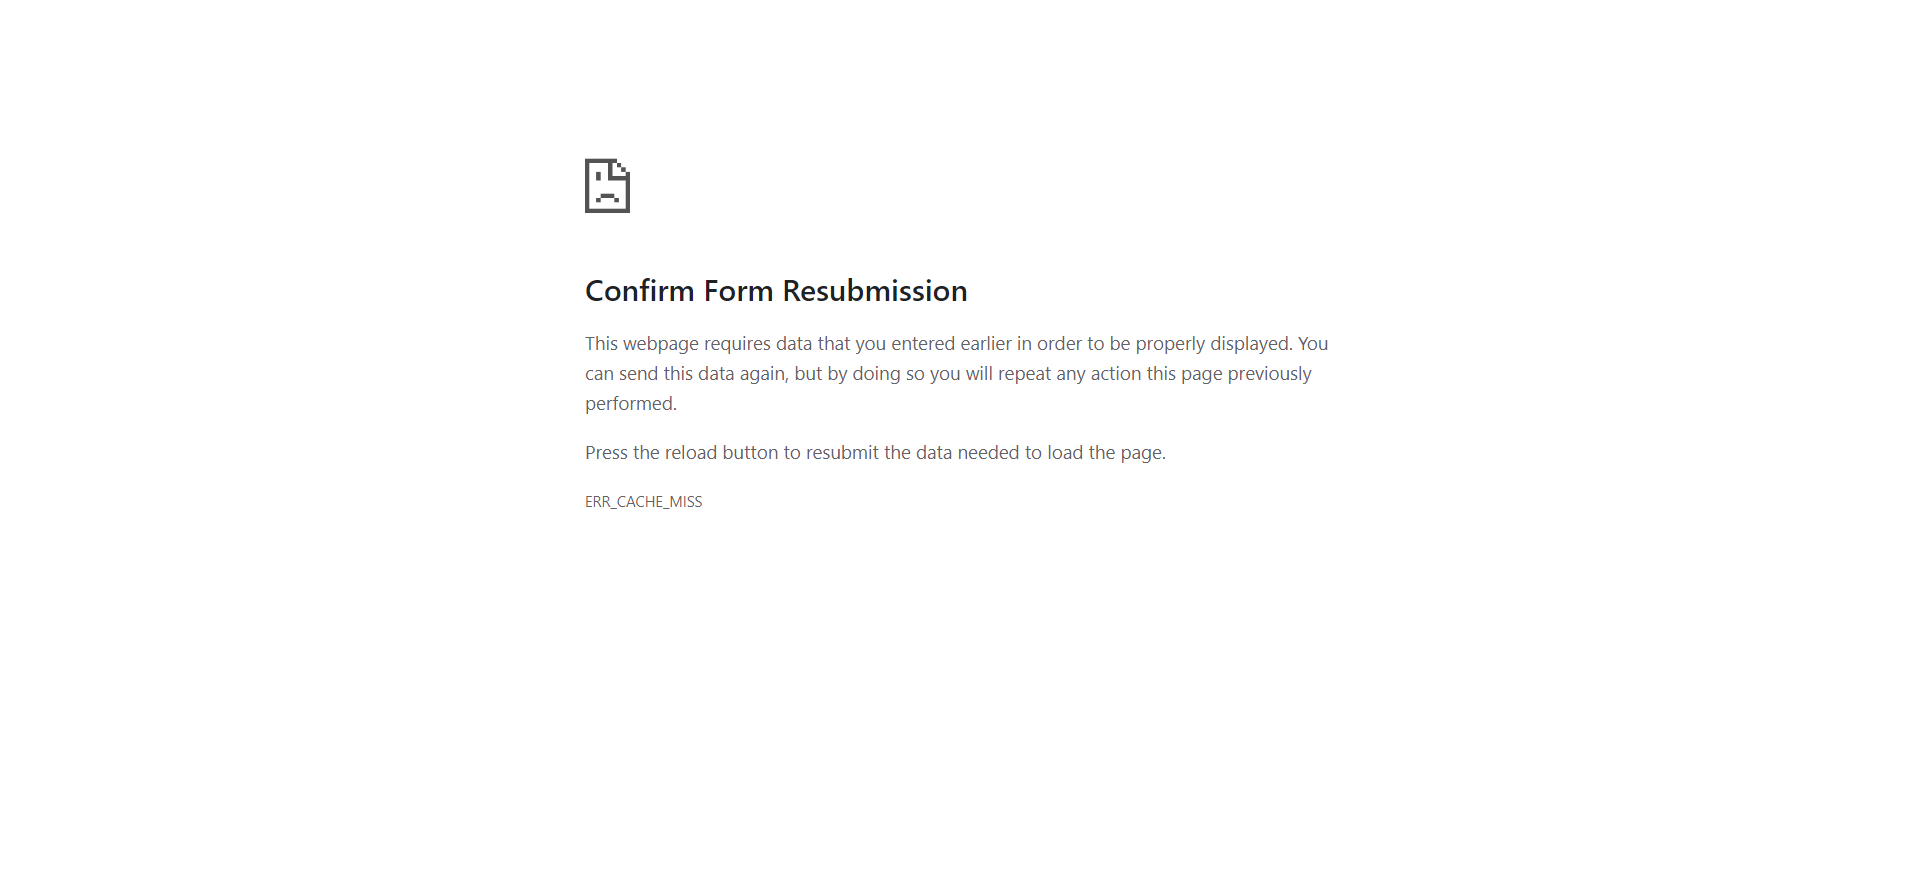 Confirm Form Resubmission
This webpage requires data that you entered earlier in order to be properly displayed. You
can send this data again, but by doing so you will repeat any action this page previously
performed.
Press the reload button to resubmit the data needed to load the page.
ERR_CACHE_MISS